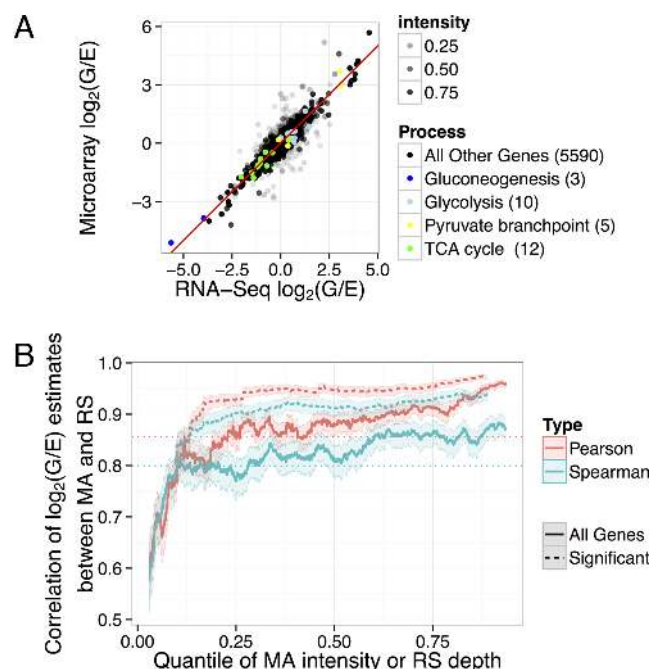 A
Microarray log2(G/E)
6
3
0
−3
−5.0
−2.5
0.0
2.5
5.0
RNA−Seq log2(G/E)
intensity
0.25
0.50
0.75
Process
All Other Genes (5590)
Gluconeogenesis (3)
Glycolysis (10)
Pyruvate branchpoint (5)
TCA cycle (12)
B
Correlation of log2(G/E) estimates
between MA and RS
1.0
0.9
0.8
0.7
0.6
0.5
0.00
0.25
0.50
0.75
Quantile of MA intensity or RS depth
Type
Pearson
Spearman
All Genes
Significant